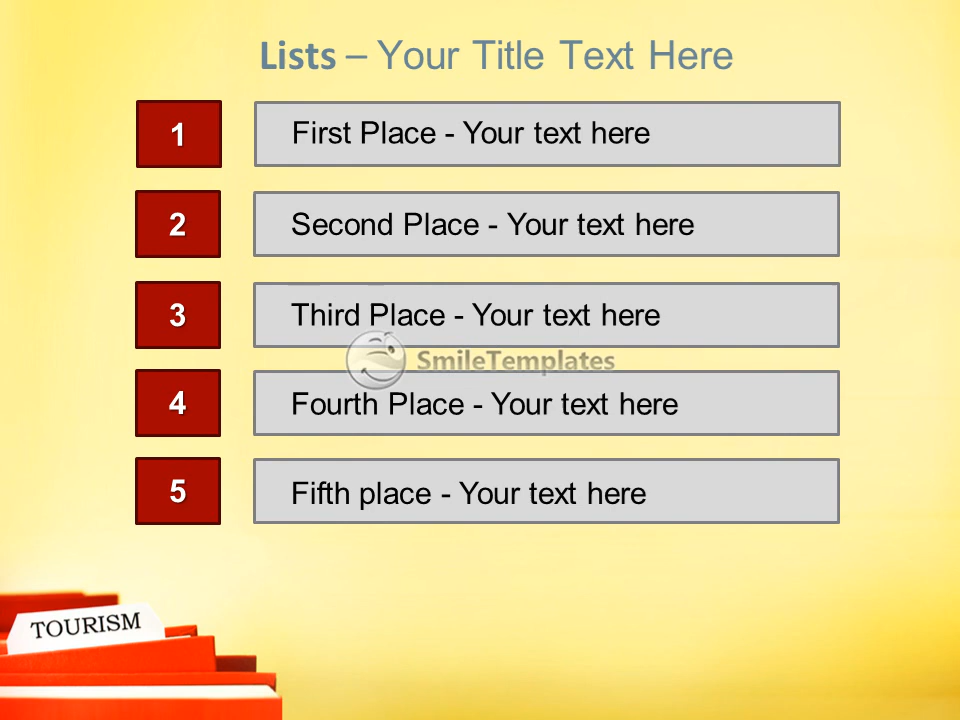 Lists – Your Title Text Here
1 First Place - Your text here
2 Second Place - Your text here
3 Third Place - Your text here
SmileTemplates
4 Fourth Place - Your text here
5 Fifth place - Your text here
TOURISM